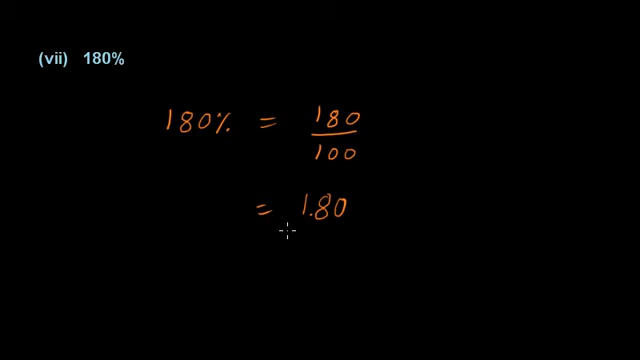 (vii) 180%
180% = 180/100
= 1.80